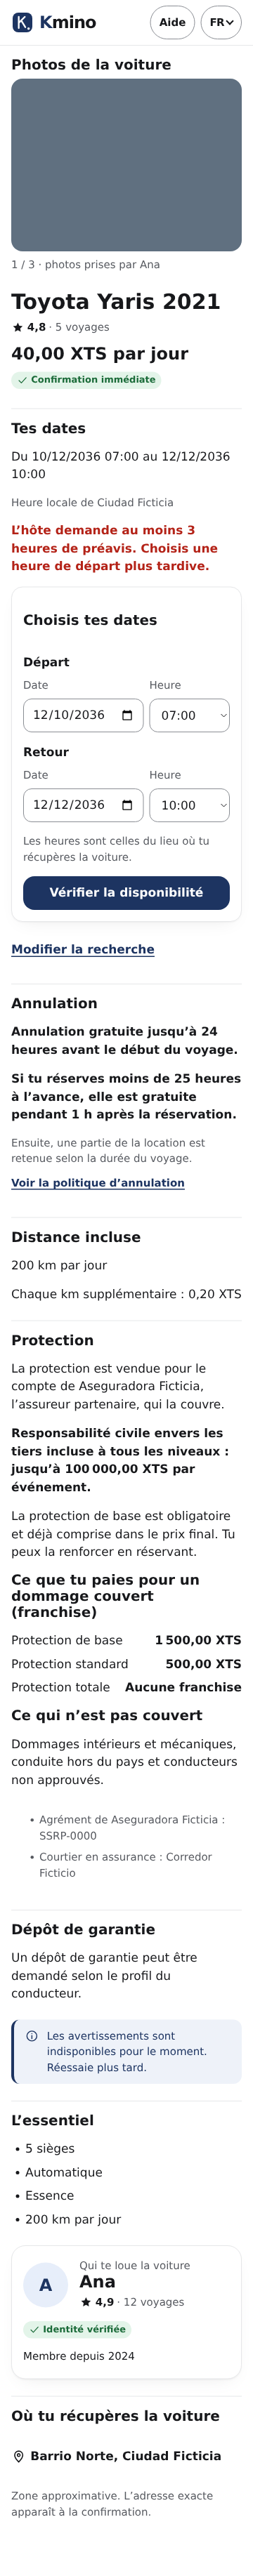 Kmino
Aide
FR
Photos de la voiture
1 / 3 · photos prises par Ana
Toyota Yaris 2021
★ 4,8 · 5 voyages
40,00 XTS par jour
Confirmation immédiate
Tes dates
Du 10/12/2036 07:00 au 12/12/2036
10:00
Heure locale de Ciudad Ficticia
L’hôte demande au moins 3
heures de préavis. Choisis une
heure de départ plus tardive.
Choisis tes dates
Départ
Date Heure
12/10/2036 07:00
Retour
Date Heure
12/12/2036 10:00
Les heures sont celles du lieu où tu
récupères la voiture.
Vérifier la disponibilité
Modifier la recherche
Annulation
Annulation gratuite jusqu’à 24
heures avant le début du voyage.
Si tu réserves moins de 25 heures
à l’avance, elle est gratuite
pendant 1 h après la réservation.
Ensuite, une partie de la location est
retenue selon la durée du voyage.
Voir la politique d’annulation
Distance incluse
200 km par jour
Chaque km supplémentaire : 0,20 XTS
Protection
La protection est vendue pour le
compte de Aseguradora Ficticia,
l’assureur partenaire, qui la couvre.
Responsabilité civile envers les
tiers incluse à tous les niveaux :
jusqu’à 100 000,00 XTS par
événement.
La protection de base est obligatoire
et déjà comprise dans le prix final. Tu
peux la renforcer en réservant.
Ce que tu paies pour un
dommage couvert
(franchise)
Protection de base 1 500,00 XTS
Protection standard 500,00 XTS
Protection totale Aucune franchise
Ce qui n’est pas couvert
Dommages intérieurs et mécaniques,
conduite hors du pays et conducteurs
non approuvés.
• Agrément de Aseguradora Ficticia :
SSRP-0000
• Courtier en assurance : Corredor
Ficticio
Dépôt de garantie
Un dépôt de garantie peut être
demandé selon le profil du
conducteur.
Les avertissements sont
indisponibles pour le moment.
Réessaie plus tard.
L’essentiel
• 5 sièges
• Automatique
• Essence
• 200 km par jour
A
Qui te loue la voiture
Ana
★ 4,9 · 12 voyages
Identité vérifiée
Membre depuis 2024
Où tu récupères la voiture
Barrio Norte, Ciudad Ficticia
Zone approximative. L’adresse exacte
apparaît à la confirmation.